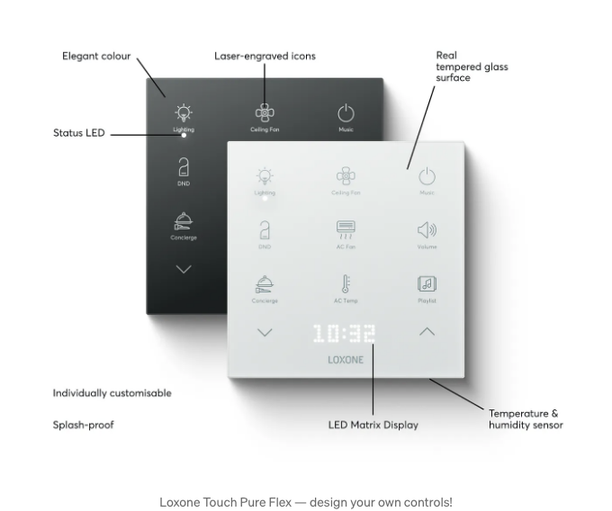 Elegant colour
Laser-engraved icons
Real
tempered glass
surface
Status LED
Lighting
Ceiling Fan
Music
DND
Concierge
Lighting
Ceiling Fan
Music
DND
AC Fan
Volume
Concierge
AC Temp
Playlist
10:32
LOXONE
Individually customisable
Splash-proof
LED Matrix Display
Temperature &
humidity sensor
Loxone Touch Pure Flex — design your own controls!